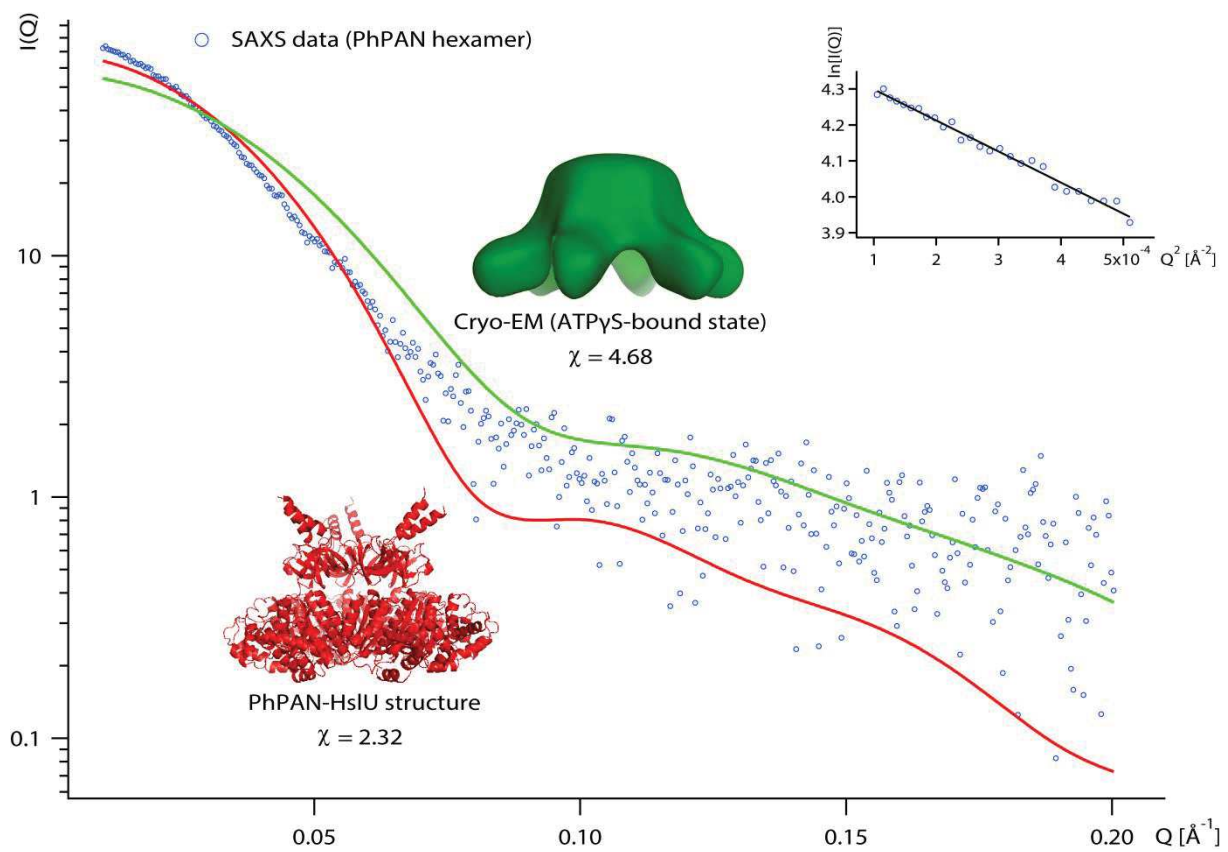 I(Q)
SAXS data (PhPAN hexamer)
10
1
0.1
0.05
0.10
0.15
0.20
Q [Å⁻¹]
Cryo-EM (ATPγS-bound state)
χ = 4.68
PhPAN-HslU structure
χ = 2.32
ln[I(Q)]
4.3
4.2
4.1
4.0
3.9
1
2
3
4
5x10⁻⁴
Q² [Å⁻²]